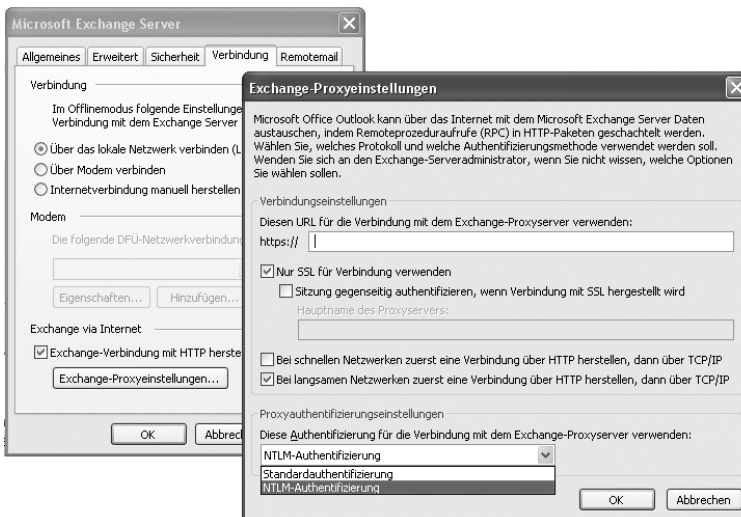 Microsoft Exchange Server
Allgemeines Erweitert Sicherheit Verbindung Remotemail
Verbindung
Im Offlinemodus folgende Einstellunge
Verbindung mit dem Exchange Server
Über das lokale Netzwerk verbinden (L
Über Modem verbinden
Internetverbindung manuell herstellen
Modem
Die folgende DFÜ-Netzwerkverbindung
Eigenschaften... Hinzufügen...
Exchange via Internet
Exchange-Verbindung mit HTTP herste
Exchange-Proxyeinstellungen...
OK Abbrec
Exchange-Proxyeinstellungen
Microsoft Office Outlook kann über das Internet mit dem Microsoft Exchange Server Daten
austauschen, indem Remoteprozeduraufrufe (RPC) in HTTP-Paketen geschachtelt werden.
Wählen Sie, welches Protokoll und welche Authentifizierungsmethode verwendet werden soll.
Wenden Sie sich an den Exchange-Serveradministrator, wenn Sie nicht wissen, welche Optionen
Sie wählen sollen.
Verbindungseinstellungen
Diesen URL für die Verbindung mit dem Exchange-Proxyserver verwenden:
https://
Nur SSL für Verbindung verwenden
Sitzung gegenseitig authentifizieren, wenn Verbindung mit SSL hergestellt wird
Hauptname des Proxyservers:
Bei schnellen Netzwerken zuerst eine Verbindung über HTTP herstellen, dann über TCP/IP
Bei langsamen Netzwerken zuerst eine Verbindung über HTTP herstellen, dann über TCP/IP
Proxyauthentifizierungseinstellungen
Diese Authentifizierung für die Verbindung mit dem Exchange-Proxyserver verwenden:
NTLM-Authentifizierung
Standardauthentifizierung
NTLM-Authentifizierung
OK Abbrechen